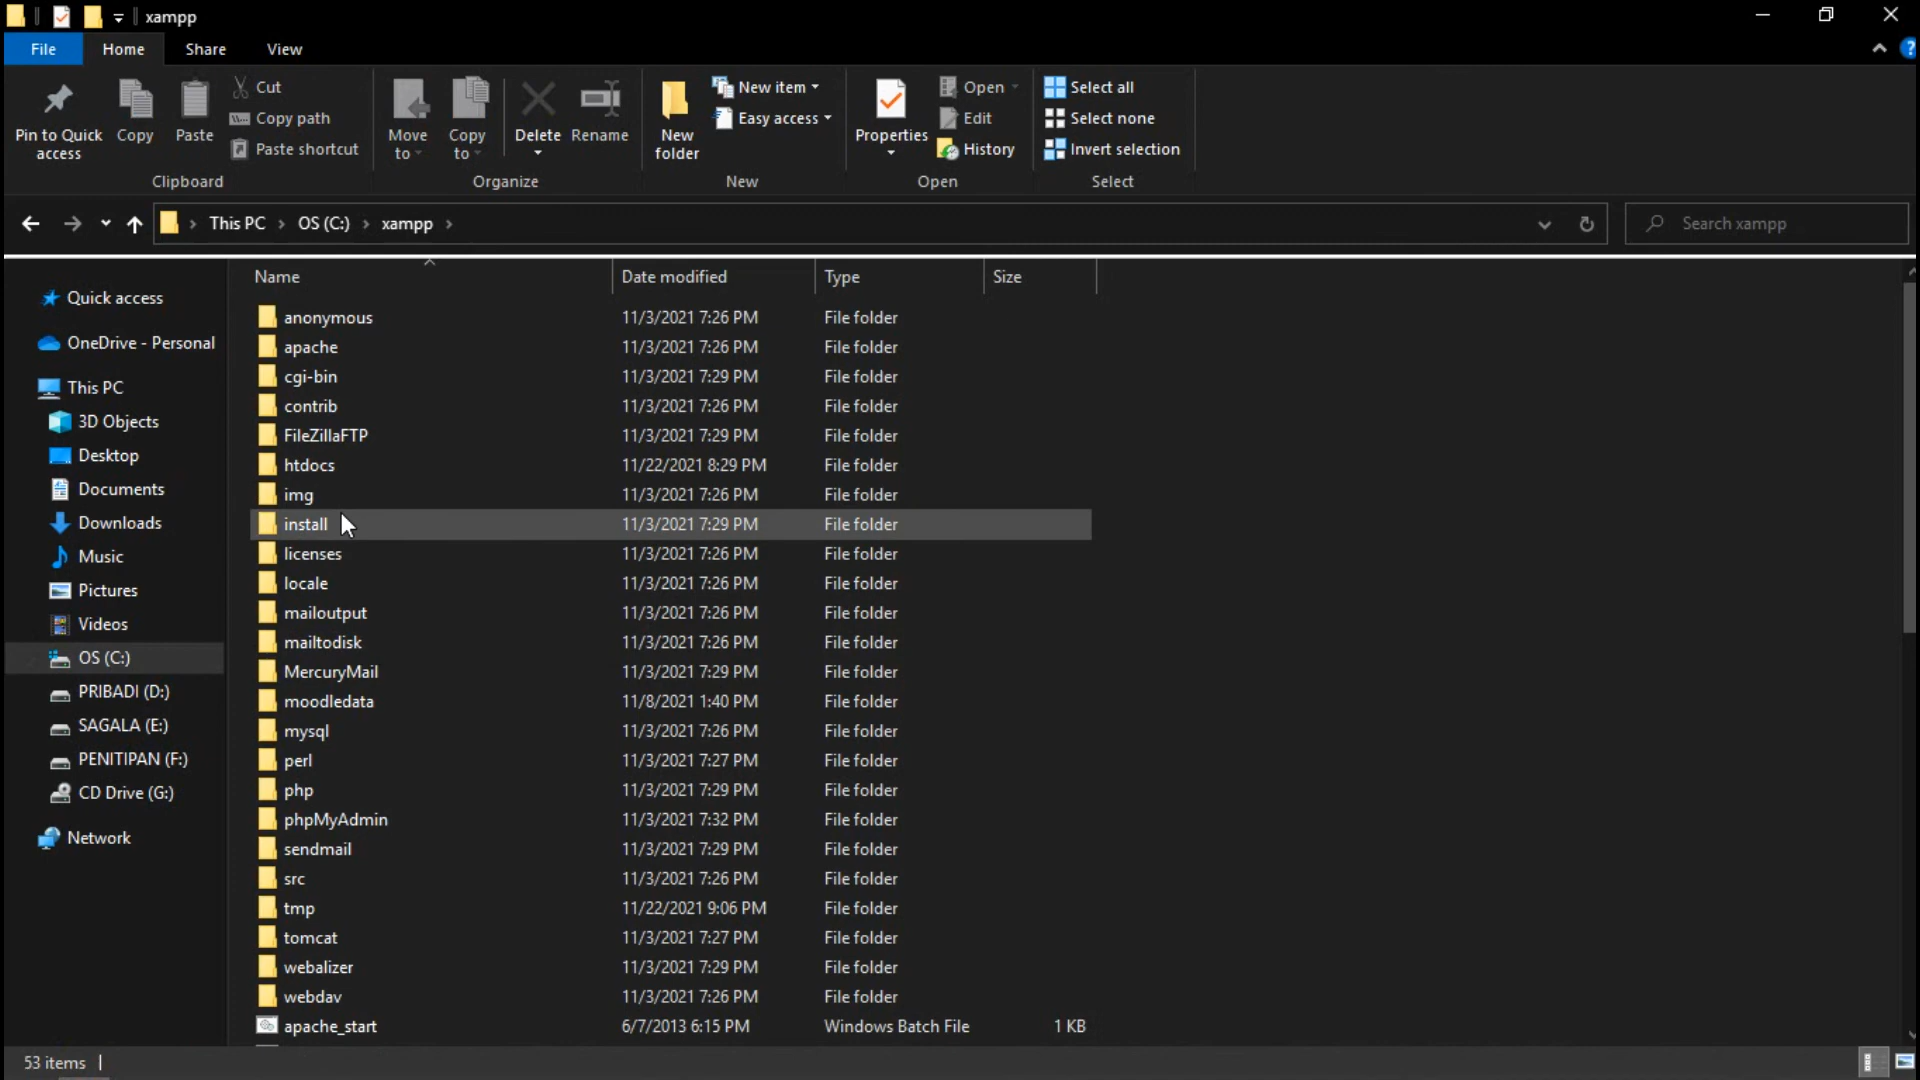 xampp
File Home Share View
Pin to Quick access
Copy
Paste
Cut
Copy path
Paste shortcut
Clipboard
Move to
Copy to
Delete
Rename
Organize
New folder
New item
Easy access
New
Properties
Open
Edit
History
Open
Select all
Select none
Invert selection
Select
This PC OS (C:) xampp
Search xampp
Quick access
OneDrive - Personal
This PC
3D Objects
Desktop
Documents
Downloads
Music
Pictures
Videos
OS (C:)
PRIBADI (D:)
SAGALA (E:)
PENITIPAN (F:)
CD Drive (G:)
Network
Name Date modified Type Size
anonymous 11/3/2021 7:26 PM File folder
apache 11/3/2021 7:26 PM File folder
cgi-bin 11/3/2021 7:29 PM File folder
contrib 11/3/2021 7:26 PM File folder
FileZillaFTP 11/3/2021 7:29 PM File folder
htdocs 11/22/2021 8:29 PM File folder
img 11/3/2021 7:26 PM File folder
install 11/3/2021 7:29 PM File folder
licenses 11/3/2021 7:26 PM File folder
locale 11/3/2021 7:26 PM File folder
mailoutput 11/3/2021 7:26 PM File folder
mailtodisk 11/3/2021 7:26 PM File folder
MercuryMail 11/3/2021 7:29 PM File folder
moodledata 11/8/2021 1:40 PM File folder
mysql 11/3/2021 7:26 PM File folder
perl 11/3/2021 7:27 PM File folder
php 11/3/2021 7:29 PM File folder
phpMyAdmin 11/3/2021 7:32 PM File folder
sendmail 11/3/2021 7:29 PM File folder
src 11/3/2021 7:26 PM File folder
tmp 11/22/2021 9:06 PM File folder
tomcat 11/3/2021 7:27 PM File folder
webalizer 11/3/2021 7:29 PM File folder
webdav 11/3/2021 7:26 PM File folder
apache_start 6/7/2013 6:15 PM Windows Batch File 1 KB
53 items